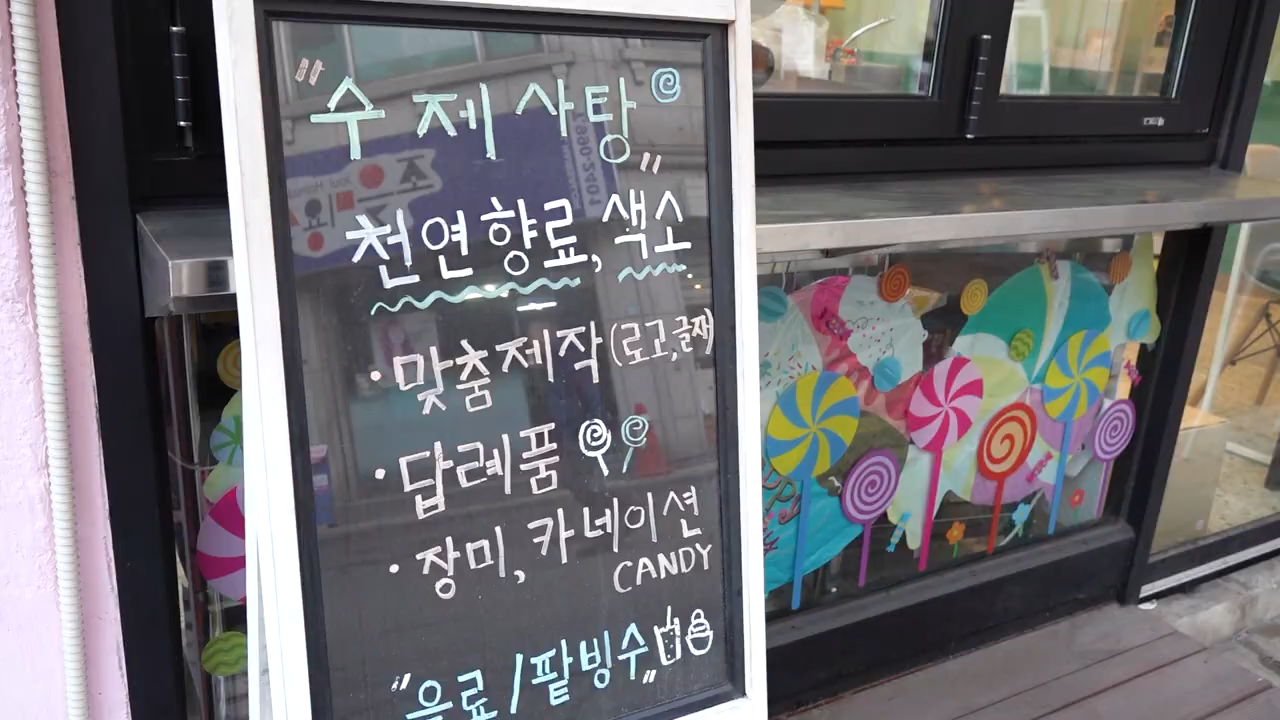 "수제사탕"
천연향료, 색소
· 맞춤제작(로고,글자)
· 답례품
· 장미, 카네이션
CANDY
"음료/팥빙수"